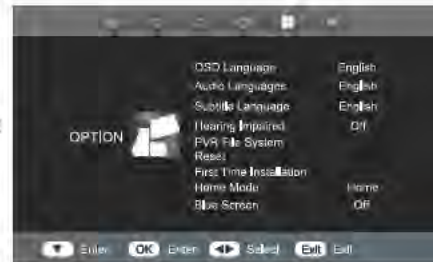 OSD Language English
Audio Languages English
Subtitle Language English
Hearing Impaired Off
PVR File System
Reset
First Time Installation
Home Mode Home
Blue Screen Off
OPTION
Enter OK Enter Select Exit Exit